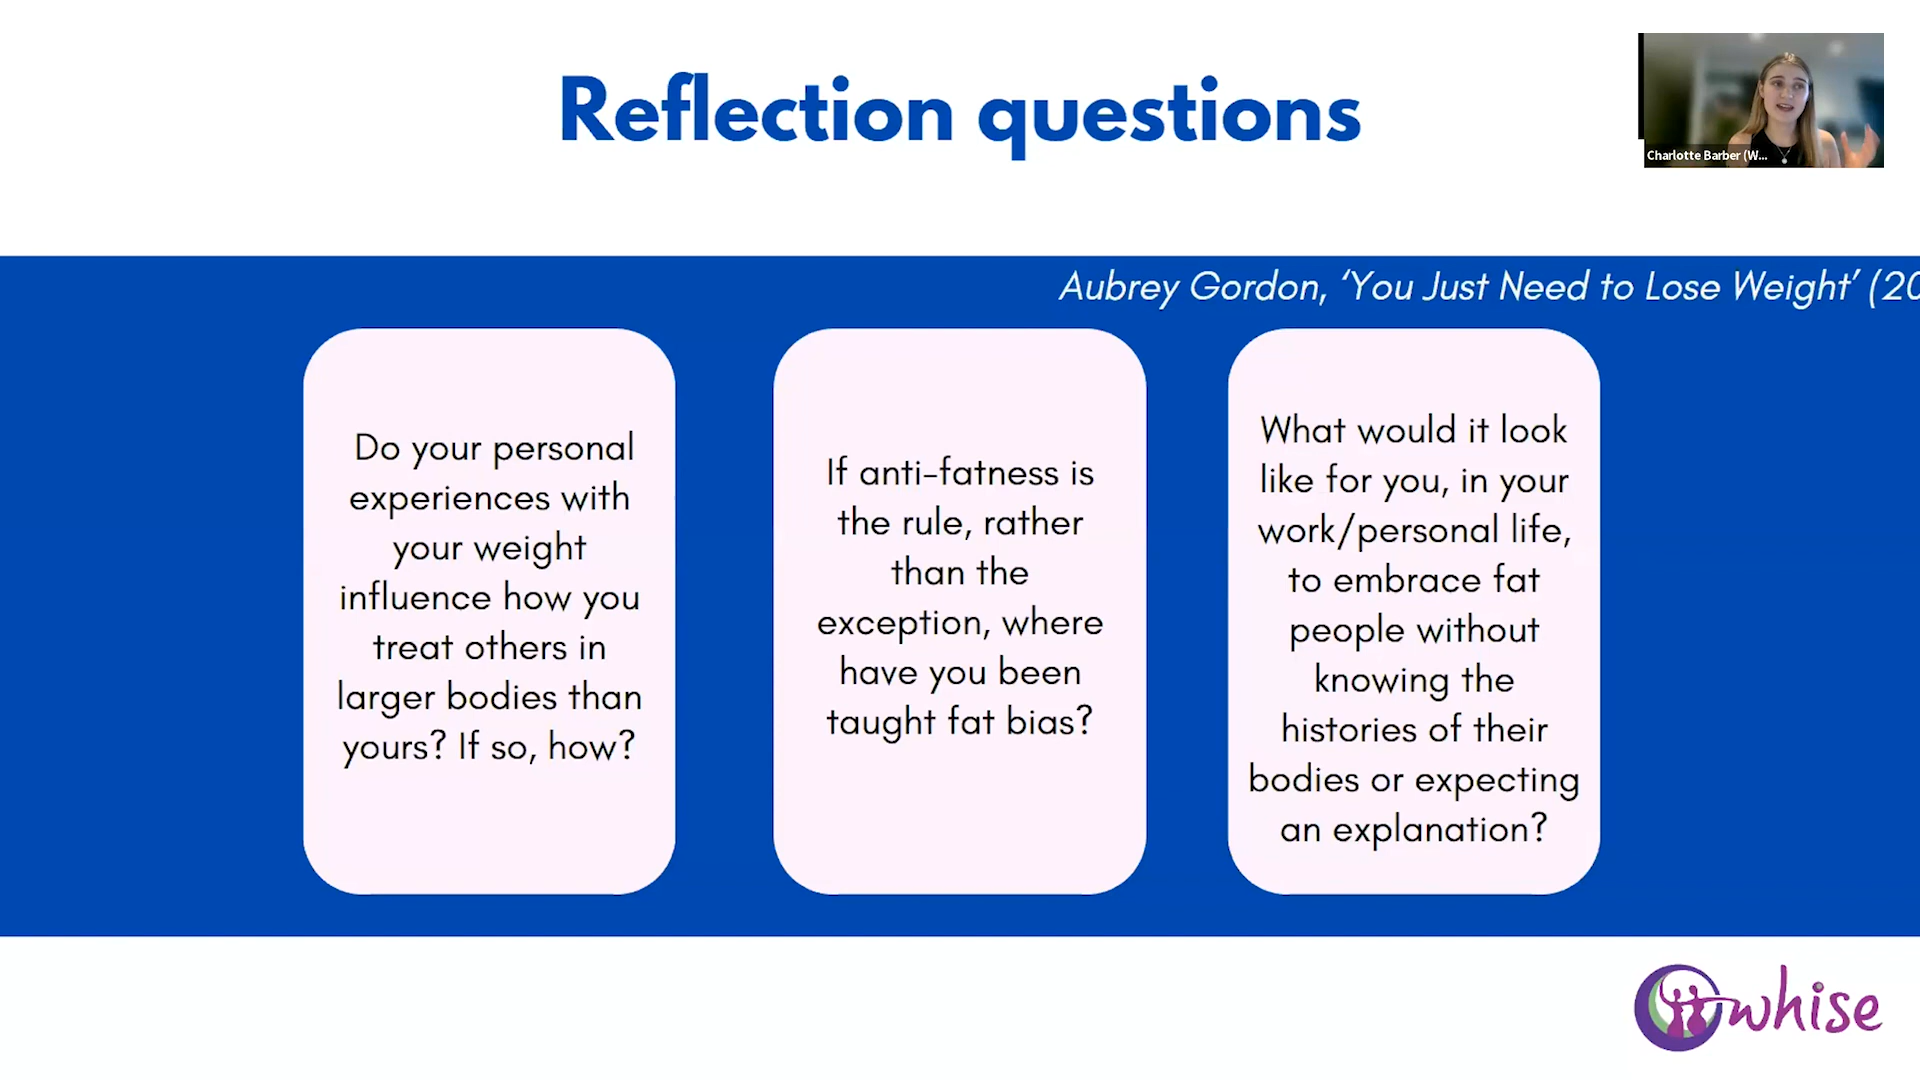 Reflection questions
Charlotte Barber (W...
Aubrey Gordon, ‘You Just Need to Lose Weight’ (20
Do your personal
experiences with
your weight
influence how you
treat others in
larger bodies than
yours? If so, how?
If anti-fatness is
the rule, rather
than the
exception, where
have you been
taught fat bias?
What would it look
like for you, in your
work/personal life,
to embrace fat
people without
knowing the
histories of their
bodies or expecting
an explanation?
whise